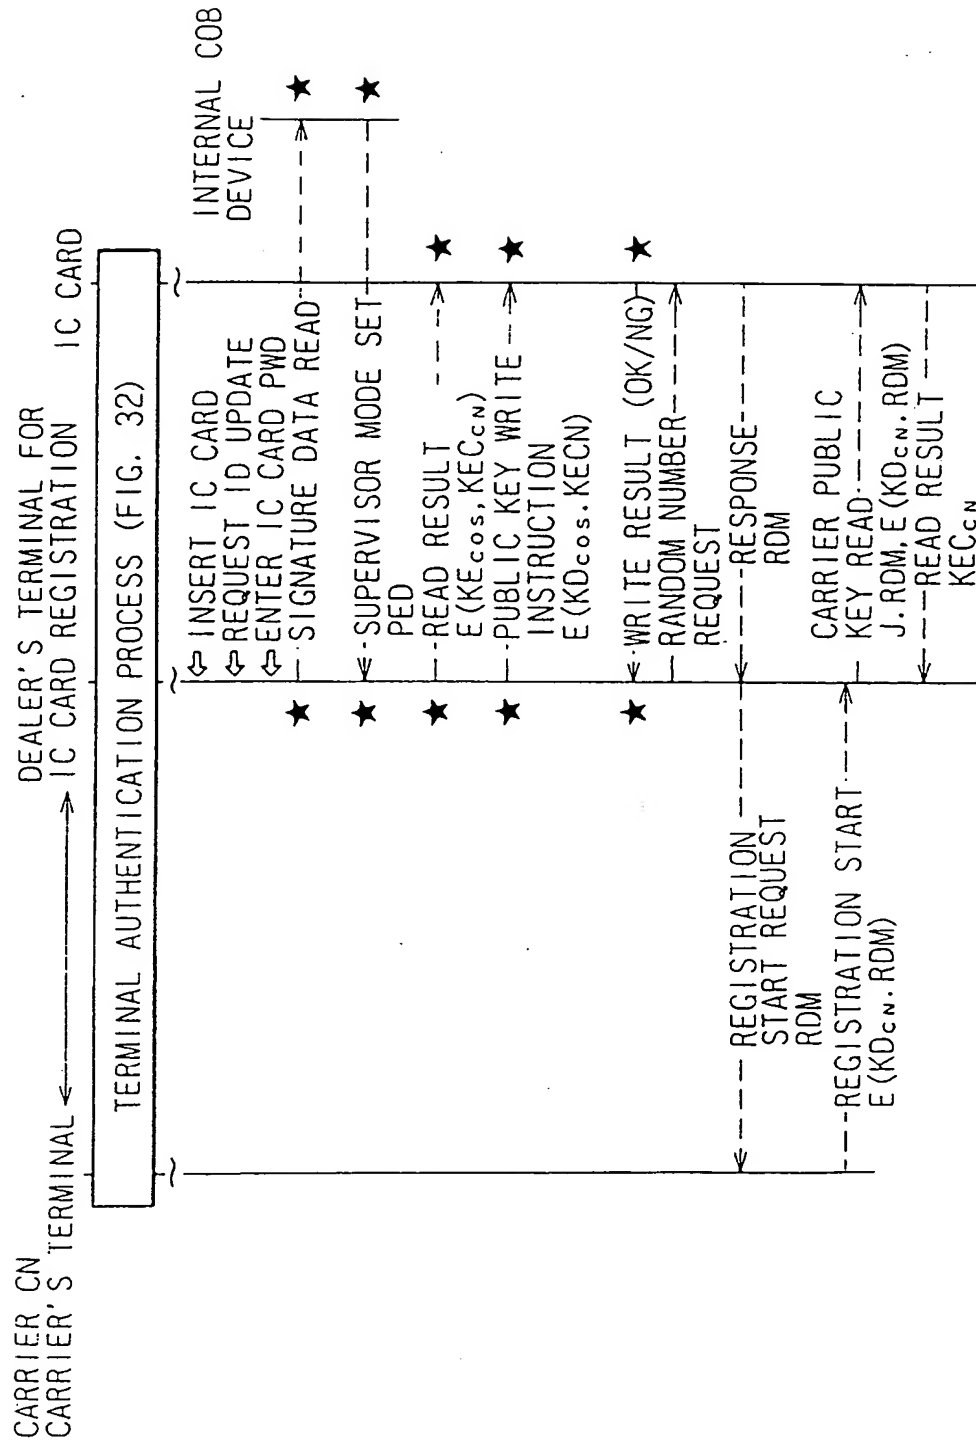 CARRIER CN
CARRIER'S TERMINAL
DEALER'S TERMINAL FOR
IC CARD REGISTRATION
IC CARD
TERMINAL AUTHENTICATION PROCESS (FIG. 32)
INTERNAL COB
DEVICE
INSERT IC CARD
REQUEST ID UPDATE
ENTER IC CARD PWD
SIGNATURE DATA READ
SUPERVISOR MODE SET
PED
READ RESULT
E(KEcos,KECCN)
PUBLIC KEY WRITE
INSTRUCTION
E(KDcos.KECN)
WRITE RESULT (OK/NG)
RANDOM NUMBER
REQUEST
RESPONSE
RDM
REGISTRATION
START REQUEST
RDM
REGISTRATION START
E(KDCN.RDM)
CARRIER PUBLIC
KEY READ
J.RDM,E(KDCN.RDM)
READ RESULT
KECCN